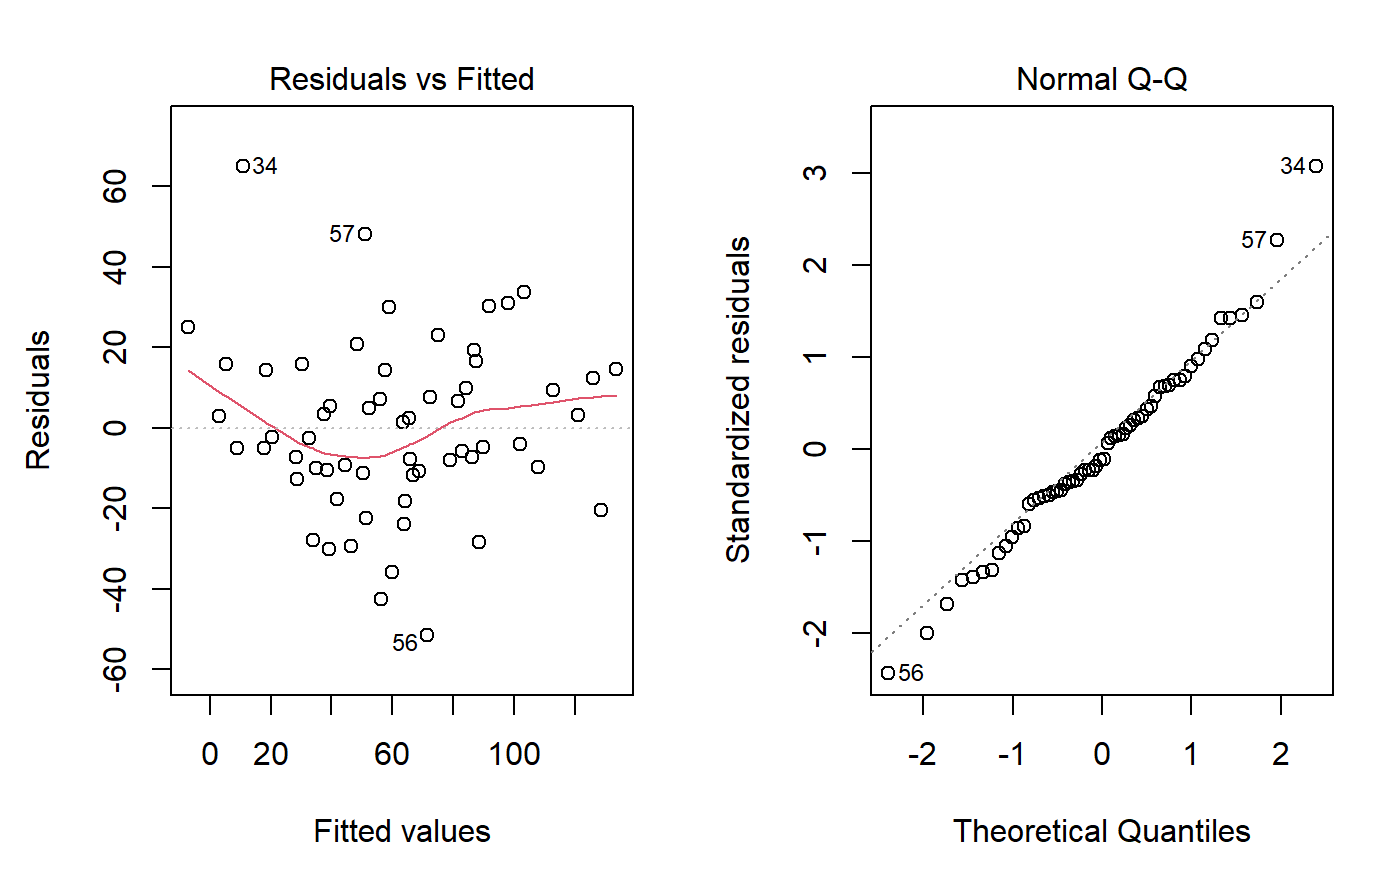 Residuals vs Fitted
Residuals
60
40
20
0
-20
-40
-60
34
57
56
0 20 60 100
Fitted values
Normal Q-Q
Standardized residuals
3
2
1
0
-1
-2
34
57
56
-2 -1 0 1 2
Theoretical Quantiles